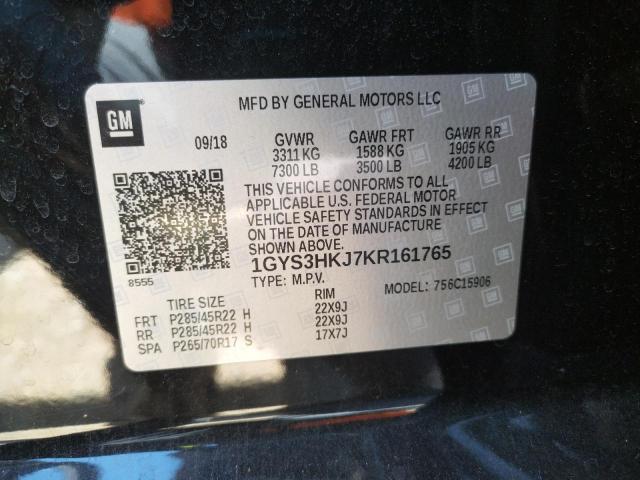 GM
MFD BY GENERAL MOTORS LLC
09/18 GVWR GAWR FRT GAWR RR
3311 KG 1588 KG 1905 KG
7300 LB 3500 LB 4200 LB
THIS VEHICLE CONFORMS TO ALL
APPLICABLE U.S. FEDERAL MOTOR
VEHICLE SAFETY STANDARDS IN EFFECT
ON THE DATE OF MANUFACTURE
SHOWN ABOVE.
8555
1GYS3HKJ7KR161765
TYPE: M.P.V. MODEL: 756C15906
TIRE SIZE RIM
FRT P285/45R22 H 22X9J
RR P285/45R22 H 22X9J
SPA P265/70R17 S 17X7J